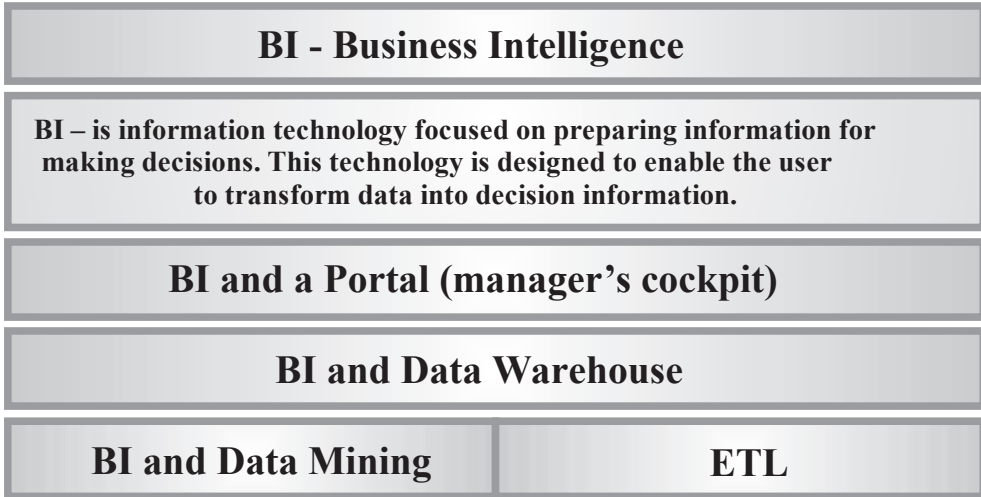 BI - Business Intelligence
BI – is information technology focused on preparing information for
making decisions. This technology is designed to enable the user
to transform data into decision information.
BI and a Portal (manager’s cockpit)
BI and Data Warehouse
BI and Data Mining
ETL